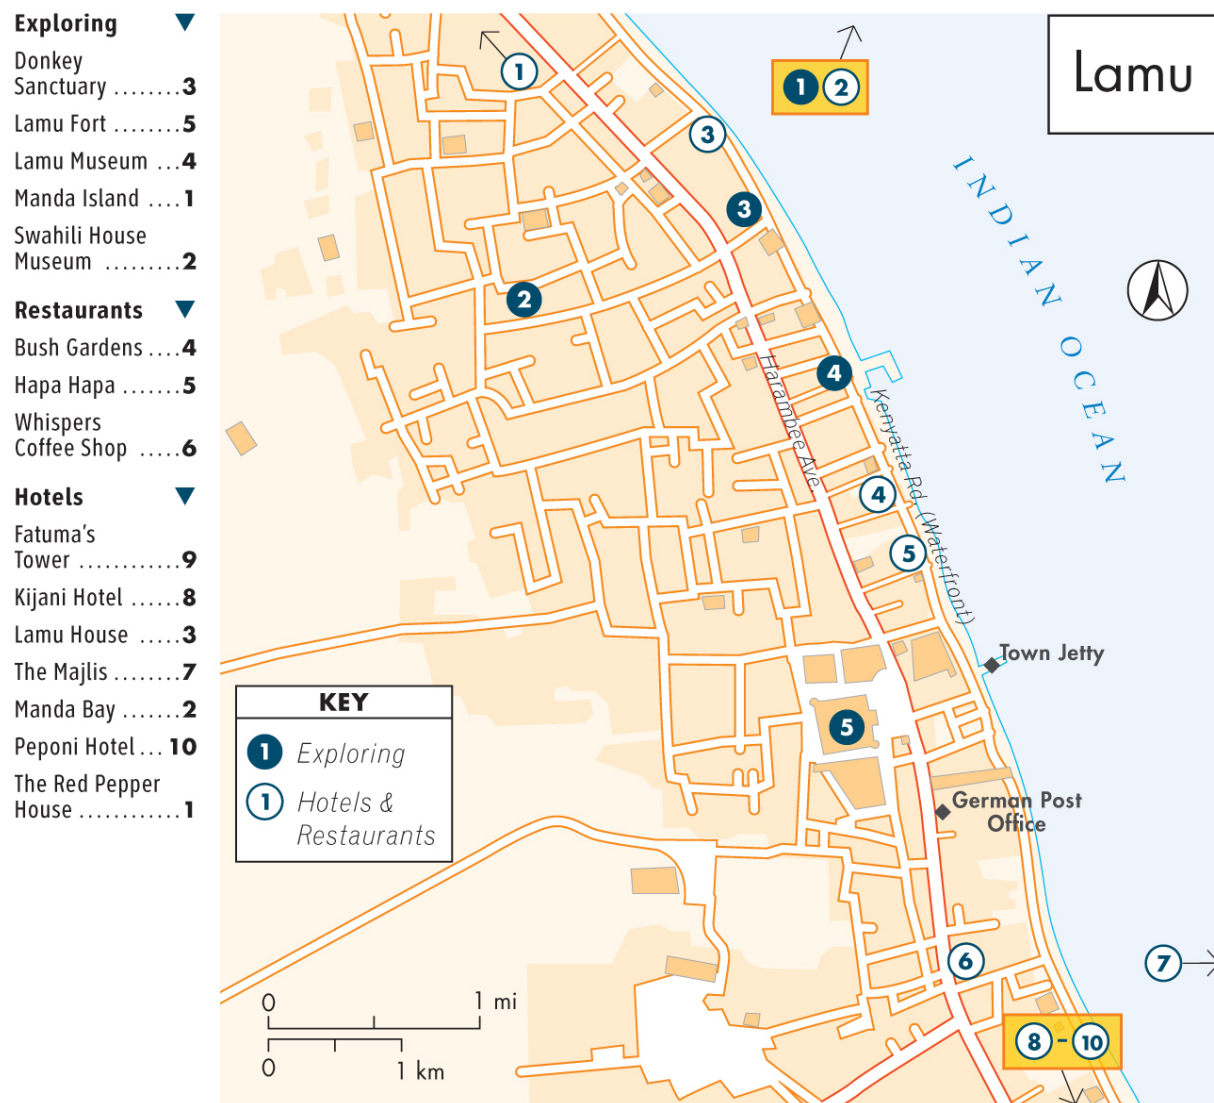 Exploring
Donkey
Sanctuary ........3
Lamu Fort ........5
Lamu Museum ...4
Manda Island ....1
Swahili House
Museum .........2
Restaurants
Bush Gardens ....4
Hapa Hapa .......5
Whispers
Coffee Shop .....6
Hotels
Fatuma's
Tower ............9
Kijani Hotel ......8
Lamu House .....3
The Majlis ........7
Manda Bay .......2
Peponi Hotel ... 10
The Red Pepper
House ............1
Lamu
1
1 2
3
3
2
4
4
5
5
6
7
8 - 10
INDIAN OCEAN
Harambee Ave.
Kenyatta Rd (Waterfront)
Town Jetty
German Post
Office
KEY
1 Exploring
1 Hotels &
Restaurants
0 1 mi
0 1 km